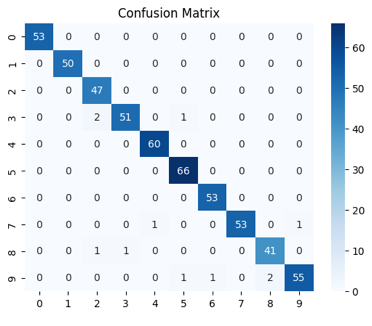 Confusion Matrix
0 53 0 0 0 0 0 0 0 0 0
1 0 50 0 0 0 0 0 0 0 0
2 0 0 47 0 0 0 0 0 0 0
3 0 0 2 51 0 1 0 0 0 0
4 0 0 0 0 60 0 0 0 0 0
5 0 0 0 0 0 66 0 0 0 0
6 0 0 0 0 0 0 53 0 0 0
7 0 0 0 0 1 0 0 53 0 1
8 0 0 1 1 0 0 0 0 41 0
9 0 0 0 0 0 1 1 0 2 55
0 1 2 3 4 5 6 7 8 9
60
50
40
30
20
10
0